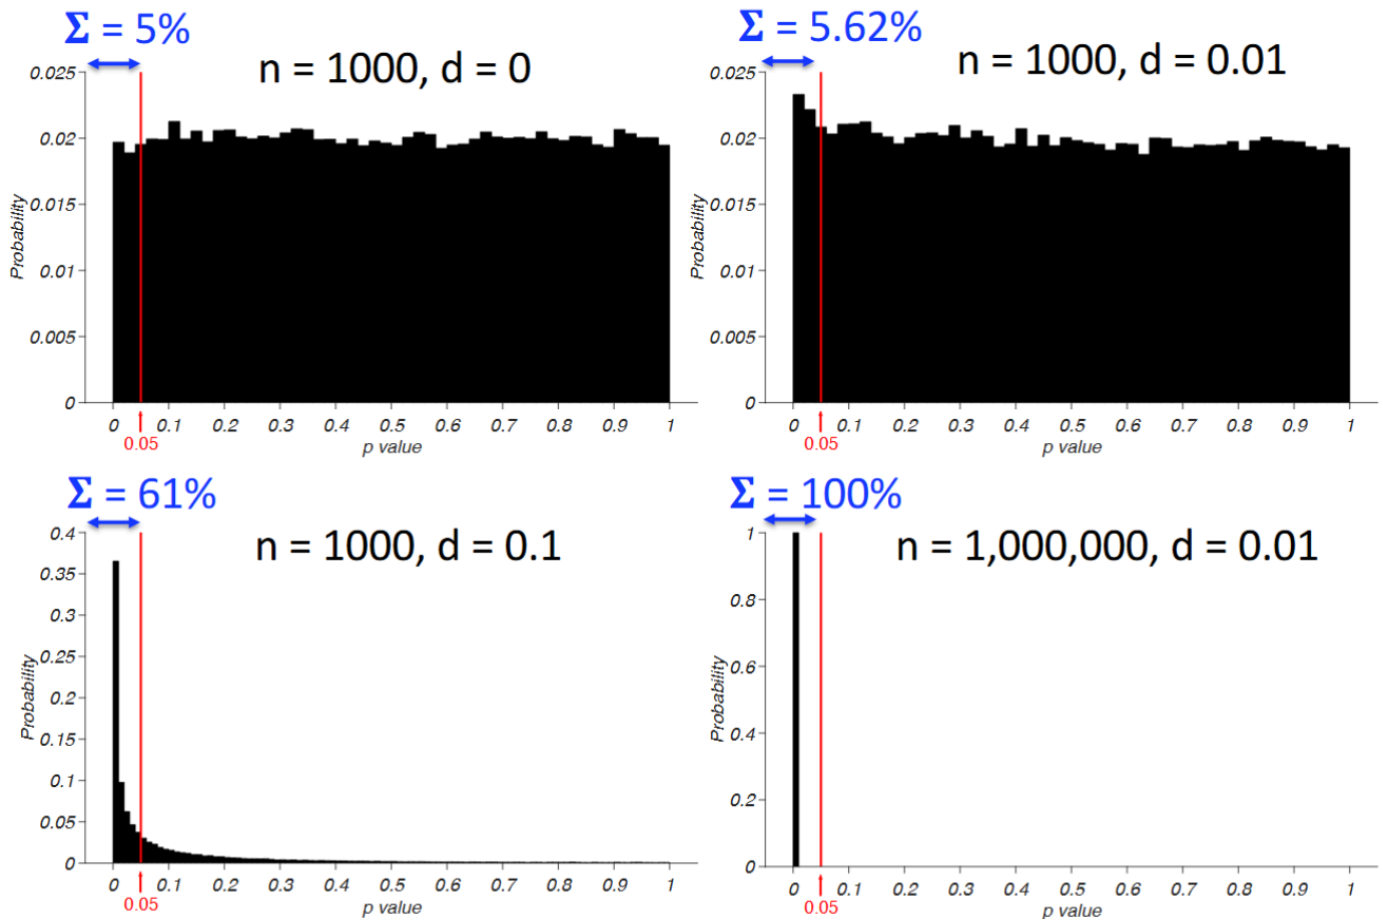 Σ = 5%
n = 1000, d = 0
0.025
0.02
0.015
0.01
0.005
0
Probability
0 0.1 0.2 0.3 0.4 0.5 0.6 0.7 0.8 0.9 1
0.05
p value
Σ = 5.62%
n = 1000, d = 0.01
0.025
0.02
0.015
0.01
0.005
0
Probability
0 0.1 0.2 0.3 0.4 0.5 0.6 0.7 0.8 0.9 1
0.05
p value
Σ = 61%
n = 1000, d = 0.1
0.4
0.35
0.3
0.25
0.2
0.15
0.1
0.05
0
Probability
0 0.1 0.2 0.3 0.4 0.5 0.6 0.7 0.8 0.9 1
0.05
p value
Σ = 100%
n = 1,000,000, d = 0.01
1
0.8
0.6
0.4
0.2
0
Probability
0 0.1 0.2 0.3 0.4 0.5 0.6 0.7 0.8 0.9 1
0.05
p value